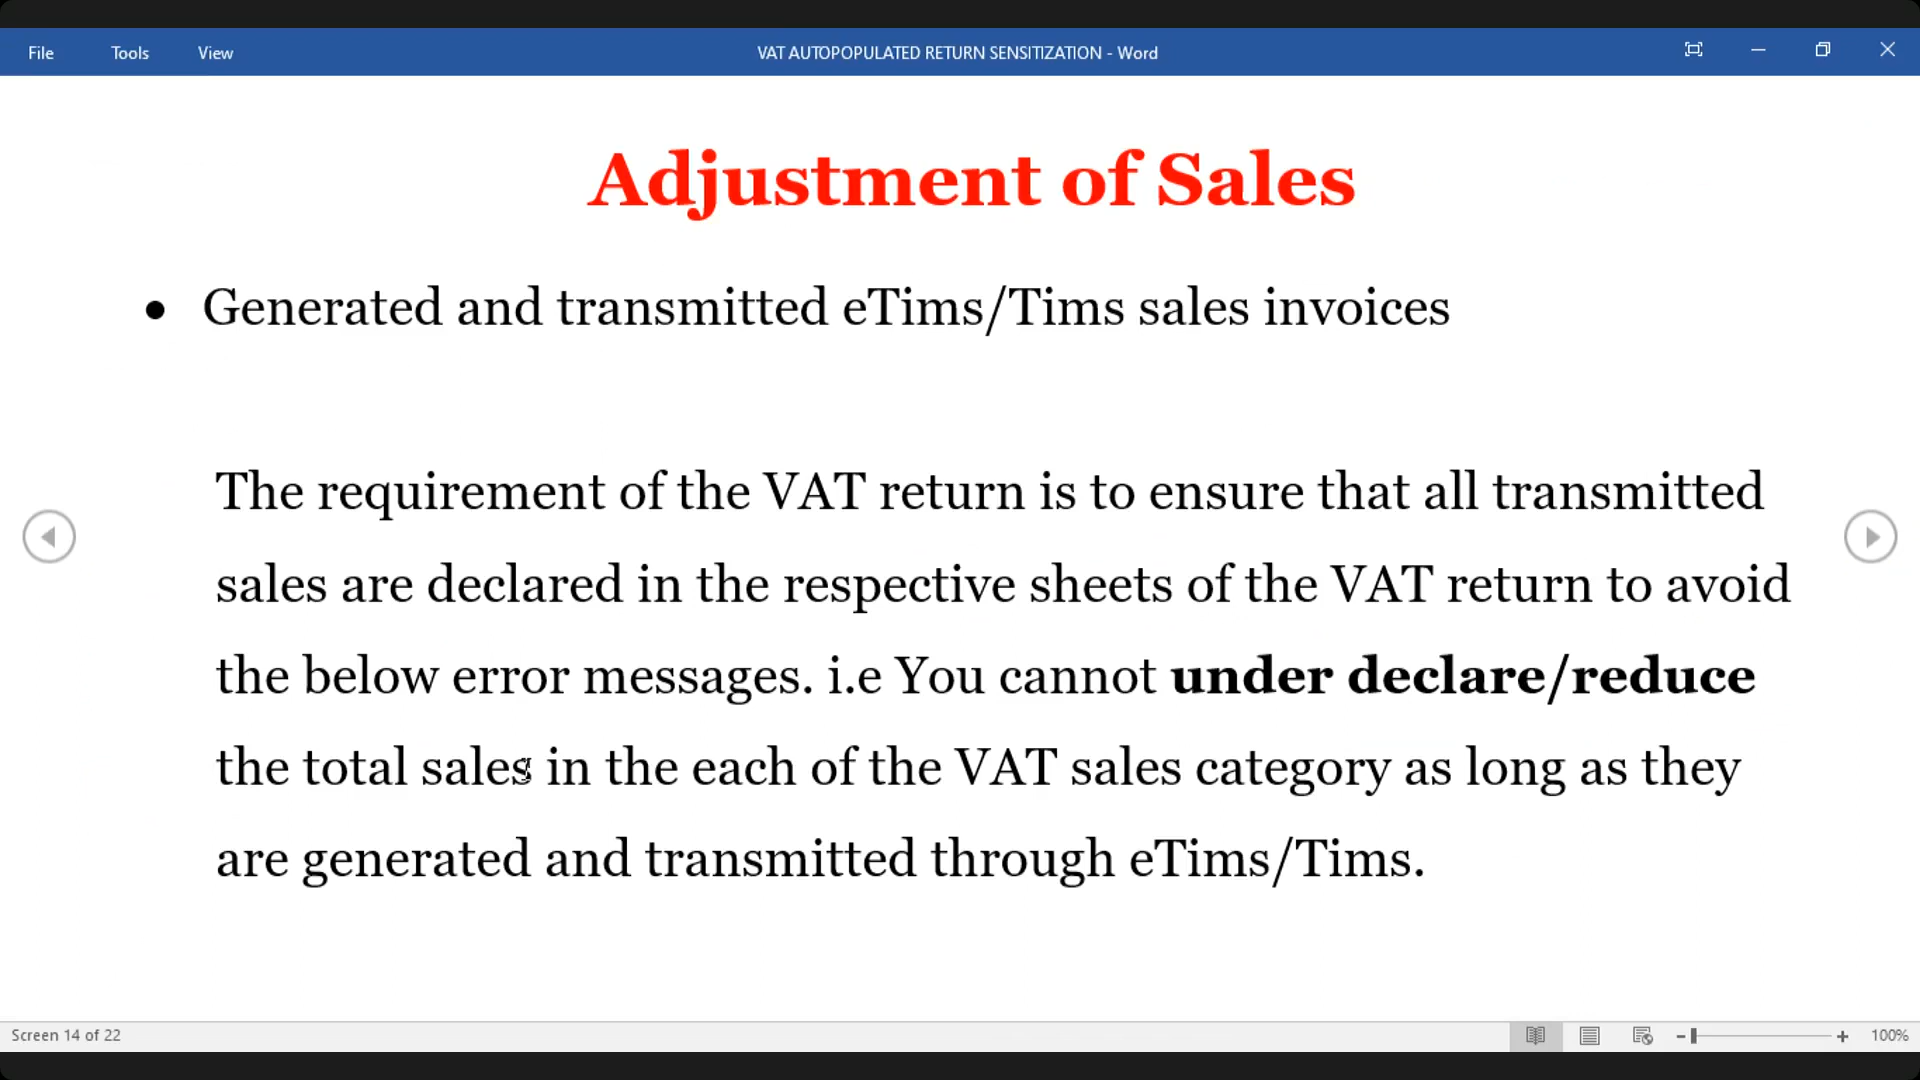 File Tools View VAT AUTOPOPULATED RETURN SENSITIZATION - Word
Adjustment of Sales
• Generated and transmitted eTims/Tims sales invoices
The requirement of the VAT return is to ensure that all transmitted
sales are declared in the respective sheets of the VAT return to avoid
the below error messages. i.e You cannot under declare/reduce
the total sales in the each of the VAT sales category as long as they
are generated and transmitted through eTims/Tims.
Screen 14 of 22 100%